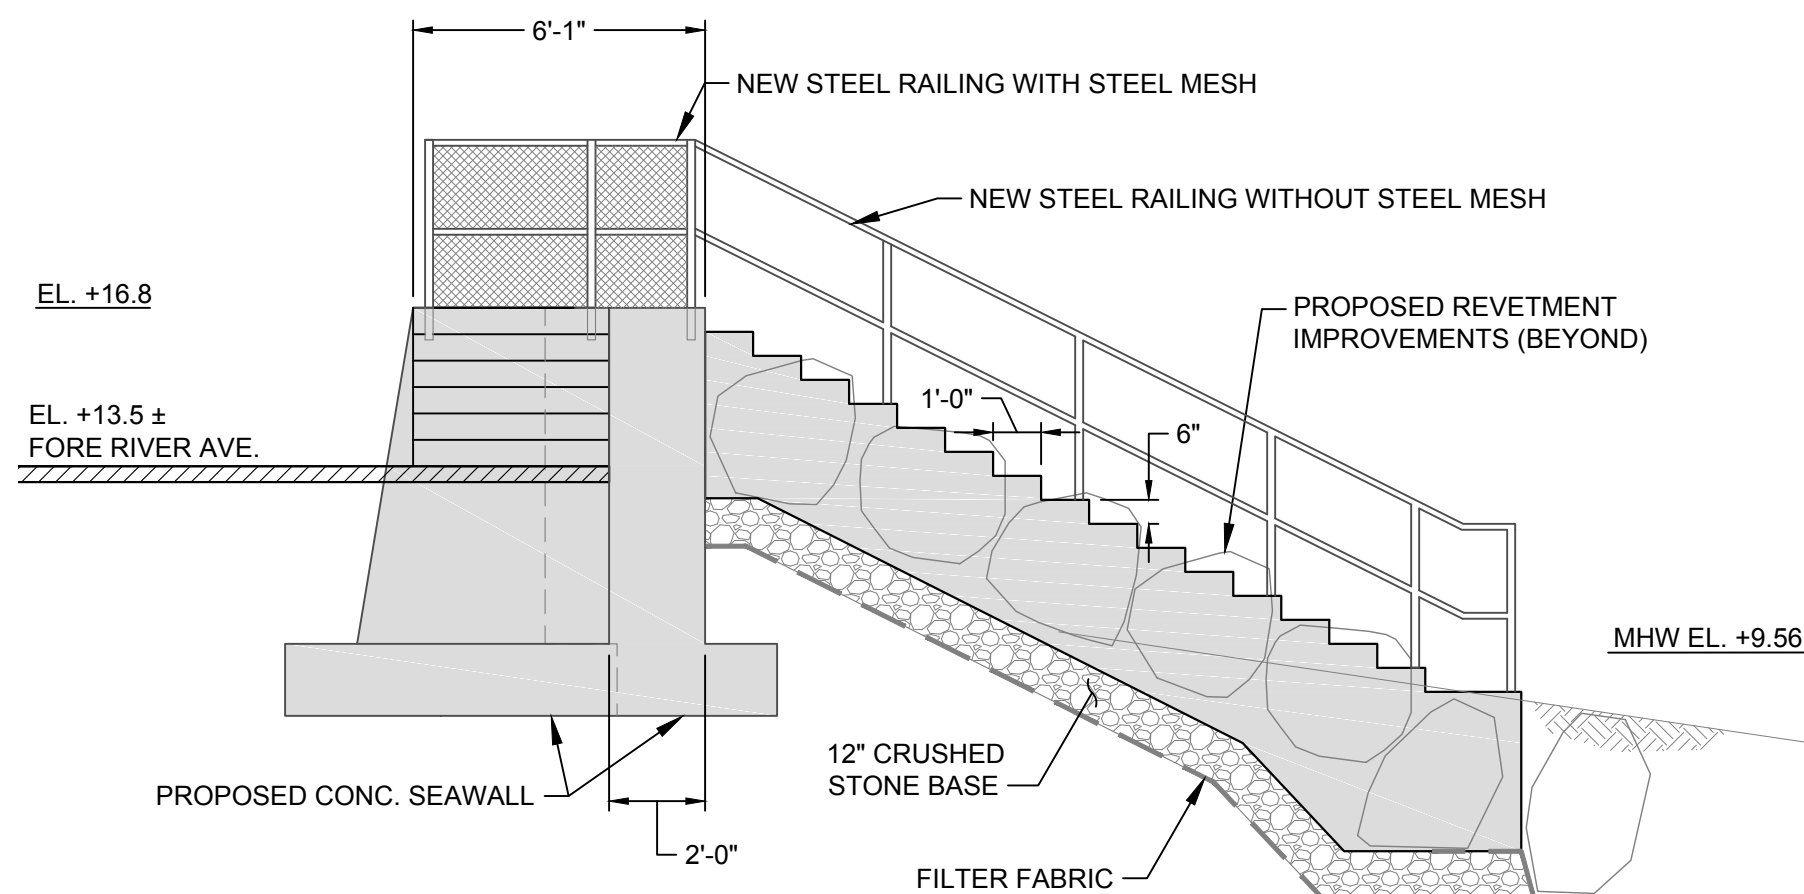 6'-1"
NEW STEEL RAILING WITH STEEL MESH
NEW STEEL RAILING WITHOUT STEEL MESH
EL. +16.8
PROPOSED REVETMENT
IMPROVEMENTS (BEYOND)
1'-0"
EL. +13.5 ±
FORE RIVER AVE.
6"
MHW EL. +9.56
12" CRUSHED
STONE BASE
PROPOSED CONC. SEAWALL
2'-0"
FILTER FABRIC